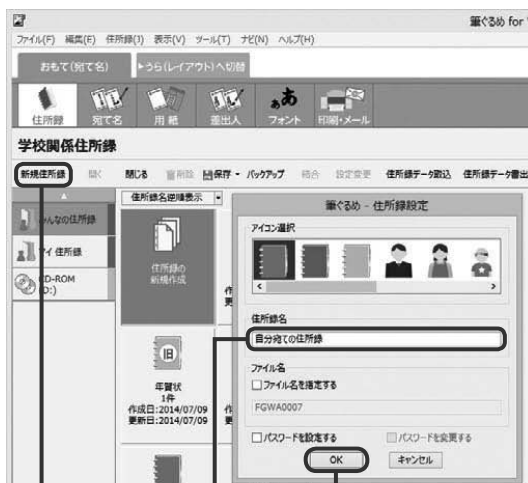 筆ぐるめ for
ファイル(F) 編集(E) 住所録(J) 表示(V) ツール(T) ナビ(N) ヘルプ(H)
おもて(宛て名) ▶うら(レイアウト)へ切替
住所録 宛て名 用紙 差出人 フォント 印刷・メール
学校関係住所録
新規住所録 開く 閉じる 書削除 保存 バックアップ 結合 設定変更 住所録データ取込 住所録データ書出
みんなの住所録
マイ住所録
CD-ROM
(D:)
住所録名逆順表示
住所録の
新規作成
旧
年賀状
1件
作成日:2014/07/09
更新日:2014/07/09
筆ぐるめ - 住所録設定
アイコン選択
住所録名
自分宛ての住所録
ファイル名
ファイル名を指定する
FGWA0007
パスワードを設定する パスワードを変更する
OK キャンセル